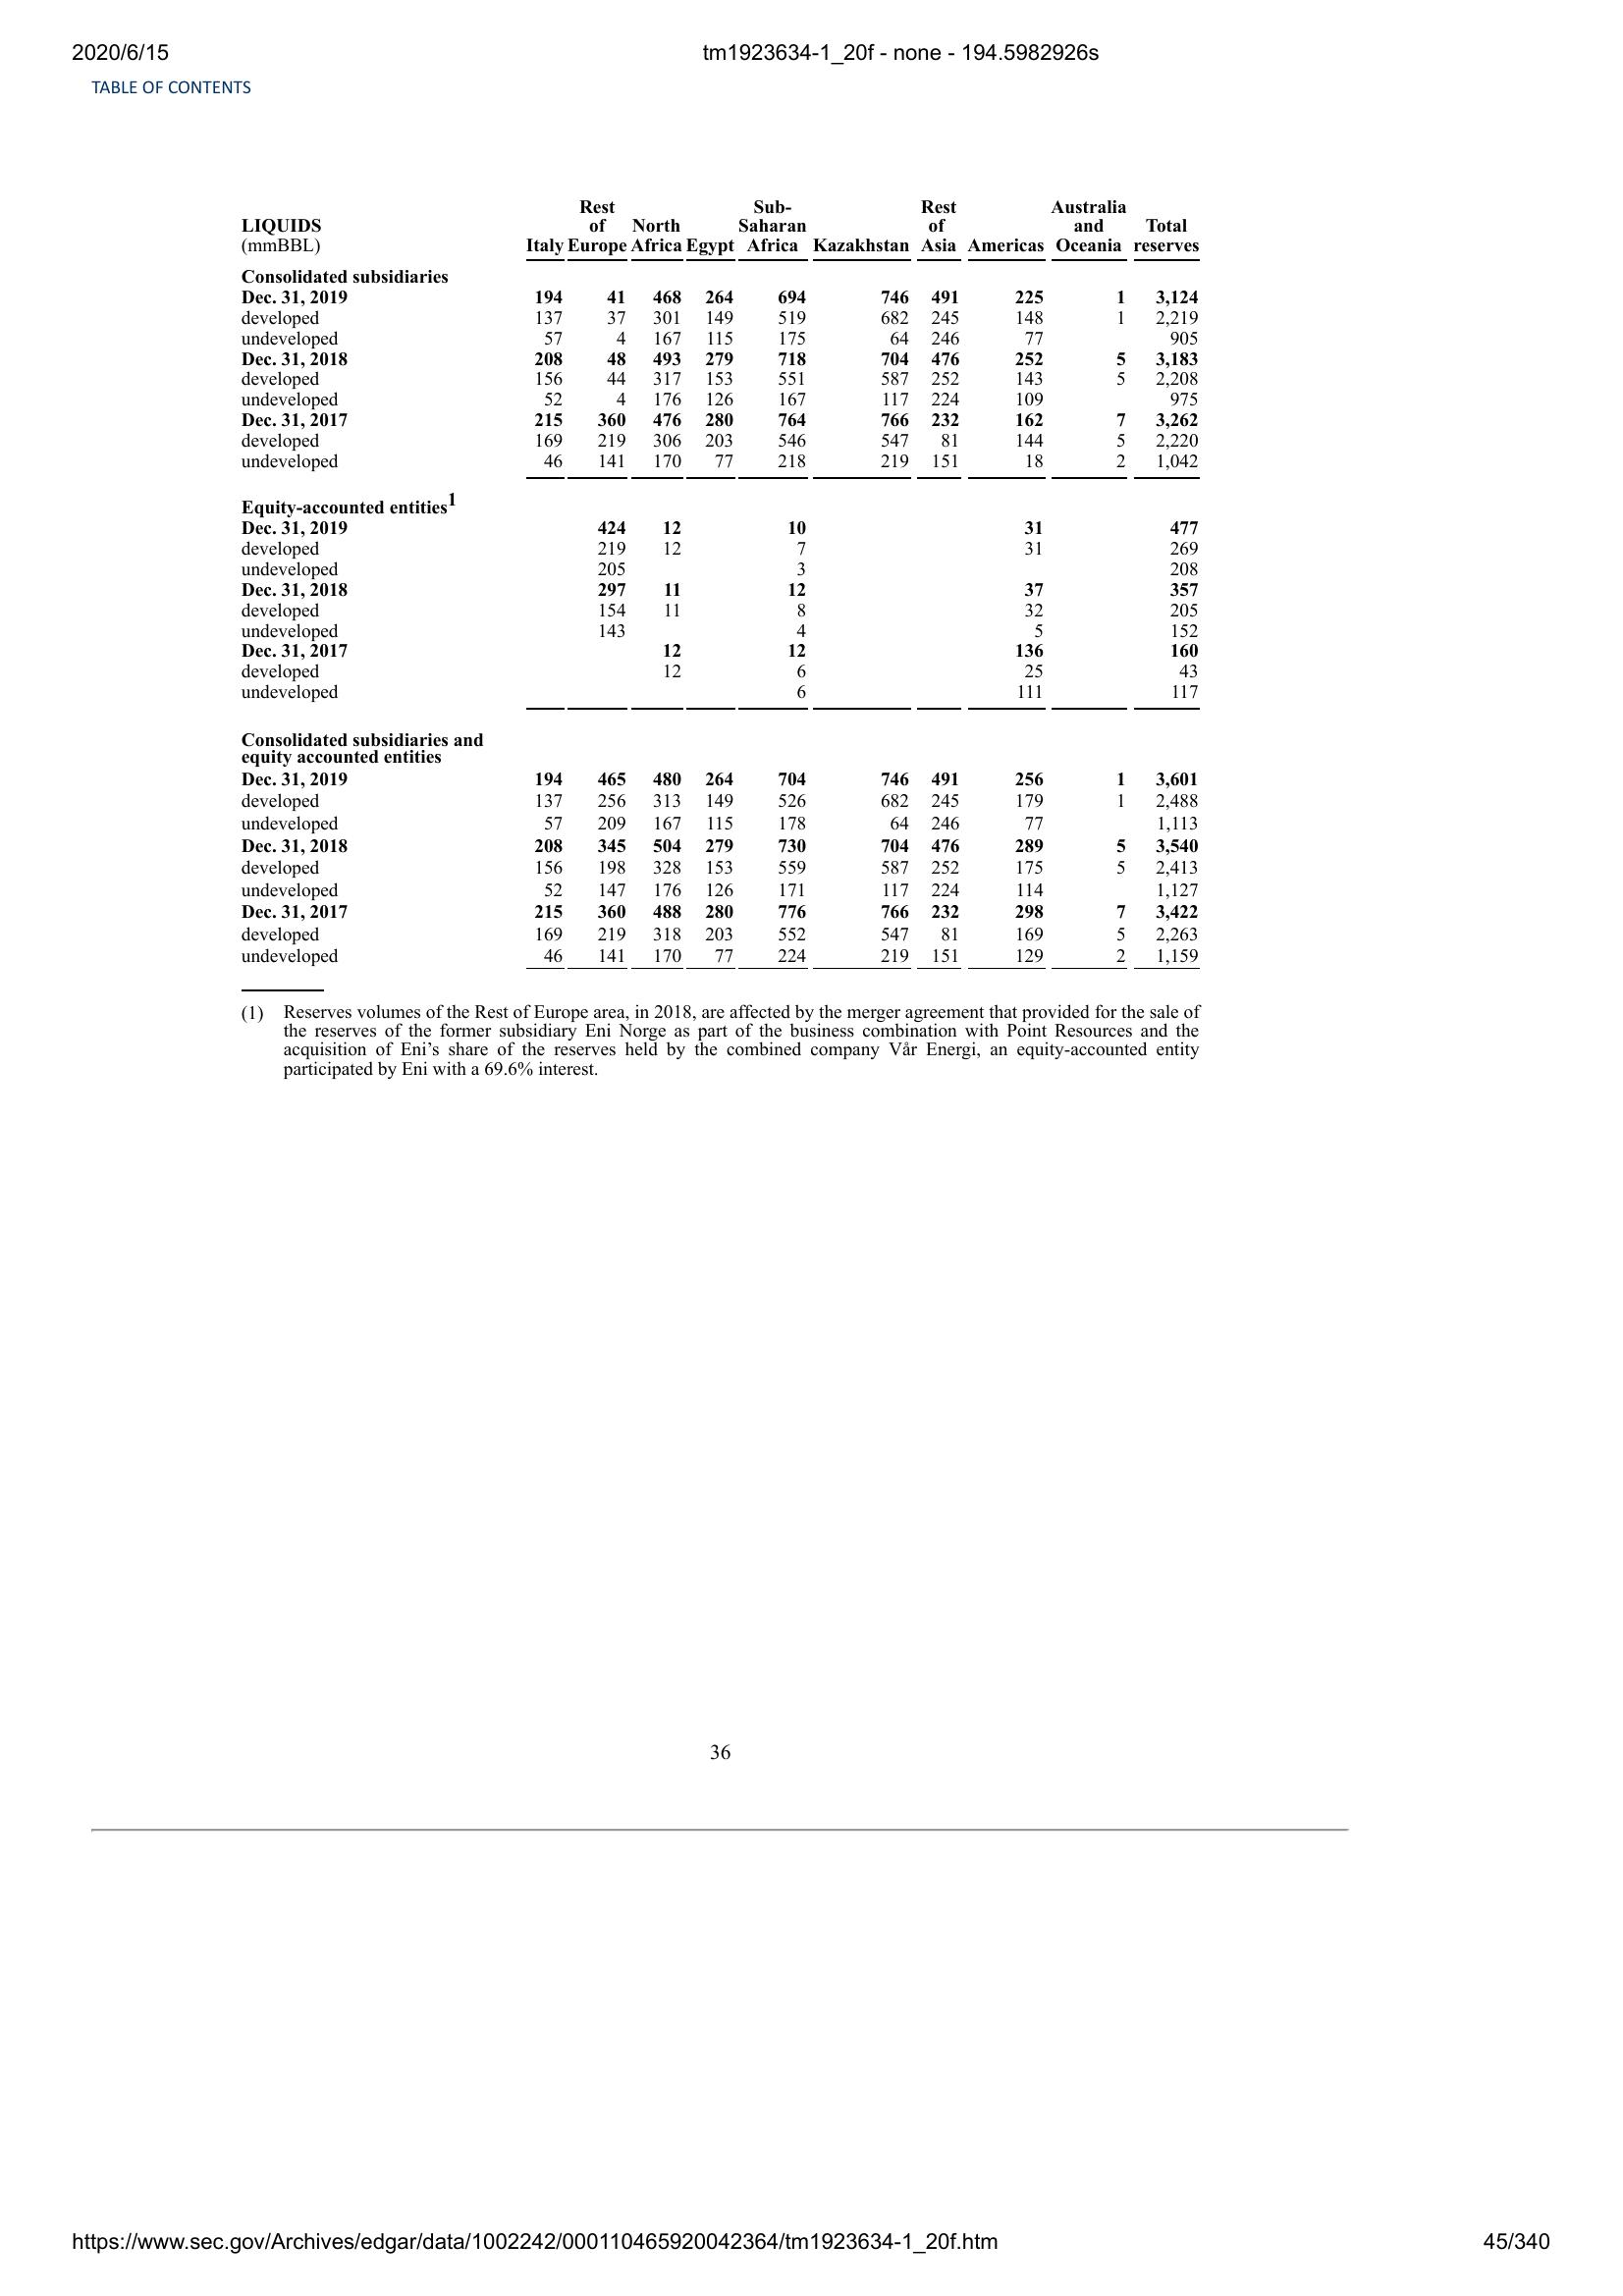 2020/6/15 tm1923634-1_20f - none - 194.5982926s
TABLE OF CONTENTS
Rest Sub- Rest Australia
LIQUIDS of North Saharan of and Total
(mmBBL) Italy Europe Africa Egypt Africa Kazakhstan Asia Americas Oceania reserves
Consolidated subsidiaries
Dec. 31, 2019 194 41 468 264 694 746 491 225 1 3,124
developed 137 37 301 149 519 682 245 148 1 2,219
undeveloped 57 4 167 115 175 64 246 77 905
Dec. 31, 2018 208 48 493 279 718 704 476 252 5 3,183
developed 156 44 317 153 551 587 252 143 5 2,208
undeveloped 52 4 176 126 167 117 224 109 975
Dec. 31, 2017 215 360 476 280 764 766 232 162 7 3,262
developed 169 219 306 203 546 547 81 144 5 2,220
undeveloped 46 141 170 77 218 219 151 18 2 1,042
Equity-accounted entities1
Dec. 31, 2019 424 12 10 31 477
developed 219 12 7 31 269
undeveloped 205 3 208
Dec. 31, 2018 297 11 12 37 357
developed 154 11 8 32 205
undeveloped 143 4 5 152
Dec. 31, 2017 12 12 136 160
developed 12 6 25 43
undeveloped 6 111 117
Consolidated subsidiaries and
equity accounted entities
Dec. 31, 2019 194 465 480 264 704 746 491 256 1 3,601
developed 137 256 313 149 526 682 245 179 1 2,488
undeveloped 57 209 167 115 178 64 246 77 1,113
Dec. 31, 2018 208 345 504 279 730 704 476 289 5 3,540
developed 156 198 328 153 559 587 252 175 5 2,413
undeveloped 52 147 176 126 171 117 224 114 1,127
Dec. 31, 2017 215 360 488 280 776 766 232 298 7 3,422
developed 169 219 318 203 552 547 81 169 5 2,263
undeveloped 46 141 170 77 224 219 151 129 2 1,159
(1) Reserves volumes of the Rest of Europe area, in 2018, are affected by the merger agreement that provided for the sale of
the reserves of the former subsidiary Eni Norge as part of the business combination with Point Resources and the
acquisition of Eni’s share of the reserves held by the combined company Vår Energi, an equity-accounted entity
participated by Eni with a 69.6% interest.
36
https://www.sec.gov/Archives/edgar/data/1002242/000110465920042364/tm1923634-1_20f.htm 45/340